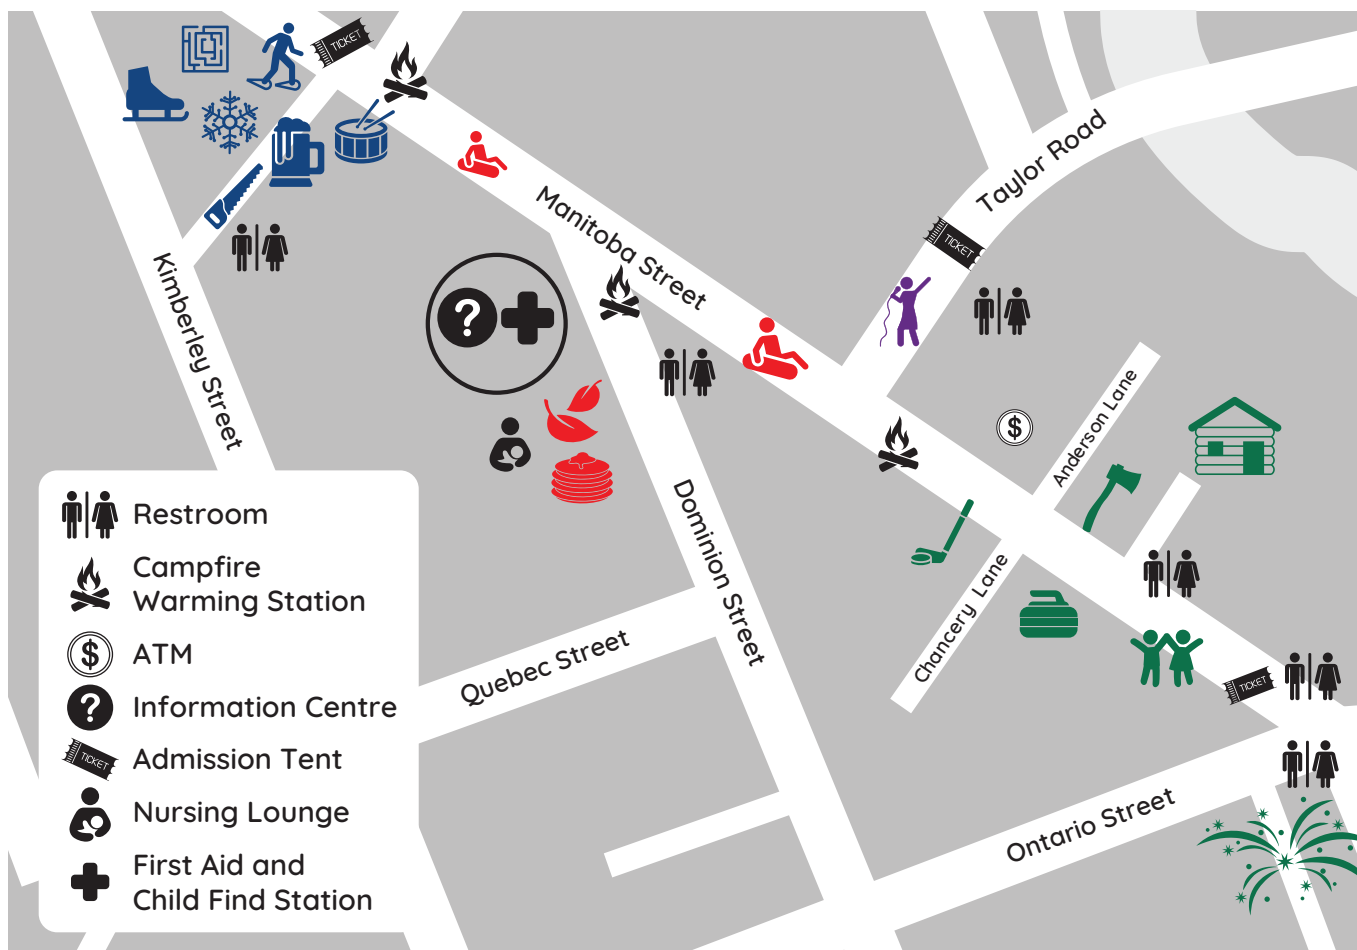 TICKET
Taylor Road
Manitoba Street
TICKET
Kimberley Street
Anderson Lane
$
?
Dominion Street
Chancery Lane
Quebec Street
TICKET
Ontario Street
Restroom
Campfire
Warming Station
$
ATM
?
Information Centre
TICKET
Admission Tent
Nursing Lounge
First Aid and
Child Find Station